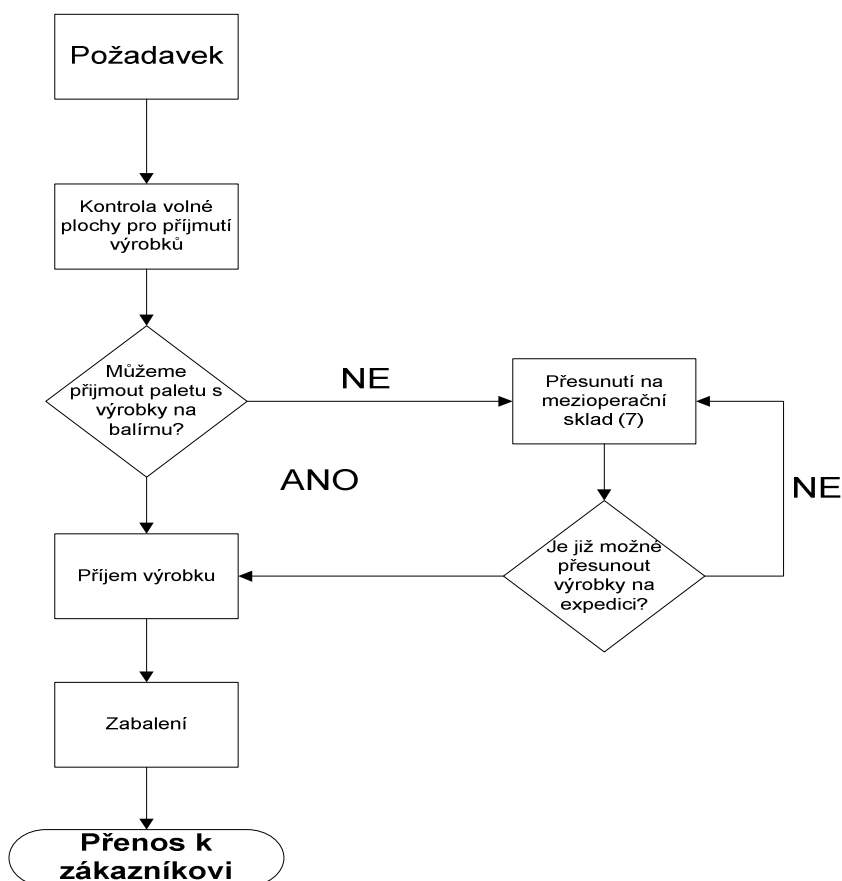 Požadavek
Kontrola volné
plochy pro příjmutí
výrobků
Můžeme
přijmout paletu s
výrobky na
balírnu?
NE
Přesunutí na
mezioperační
sklad (7)
ANO
NE
Je již možné
přesunout
výrobky na
expedici?
Příjem výrobku
Zabalení
Přenos k
zákazníkovi